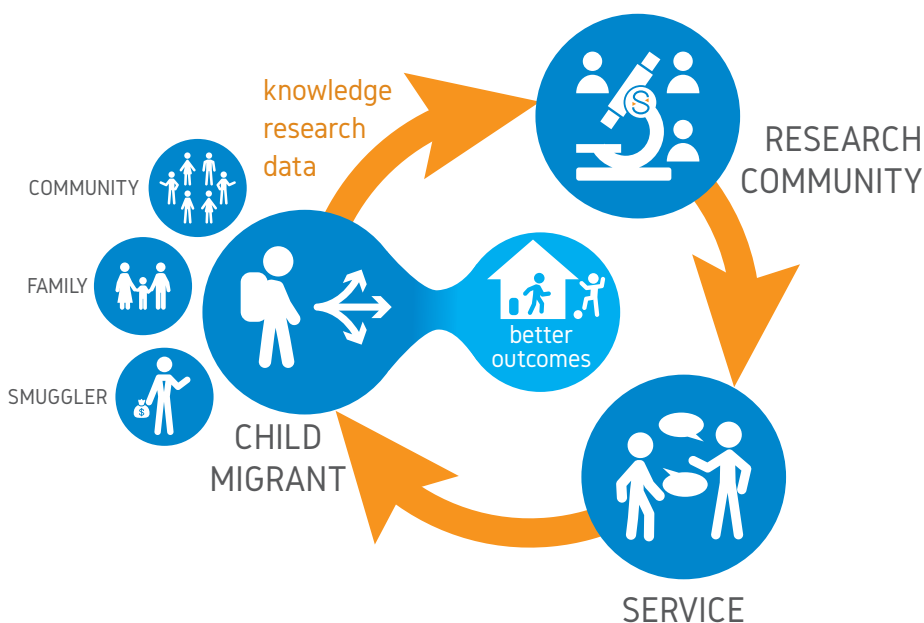 knowledge
research
data
RESEARCH
COMMUNITY
COMMUNITY
FAMILY
SMUGGLER
$
S
better
outcomes
CHILD
MIGRANT
SERVICE